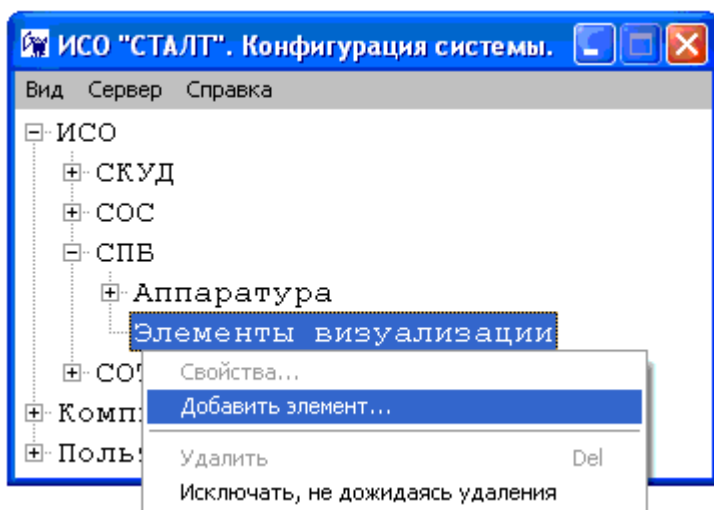 ИСО "СТАЛТ". Конфигурация системы.
Вид Сервер Справка
ИСО
СКУД
СОС
СПБ
Аппаратура
Элементы визуализации
Свойства...
Добавить элемент...
Удалить Del
Исключать, не дожидаясь удаления